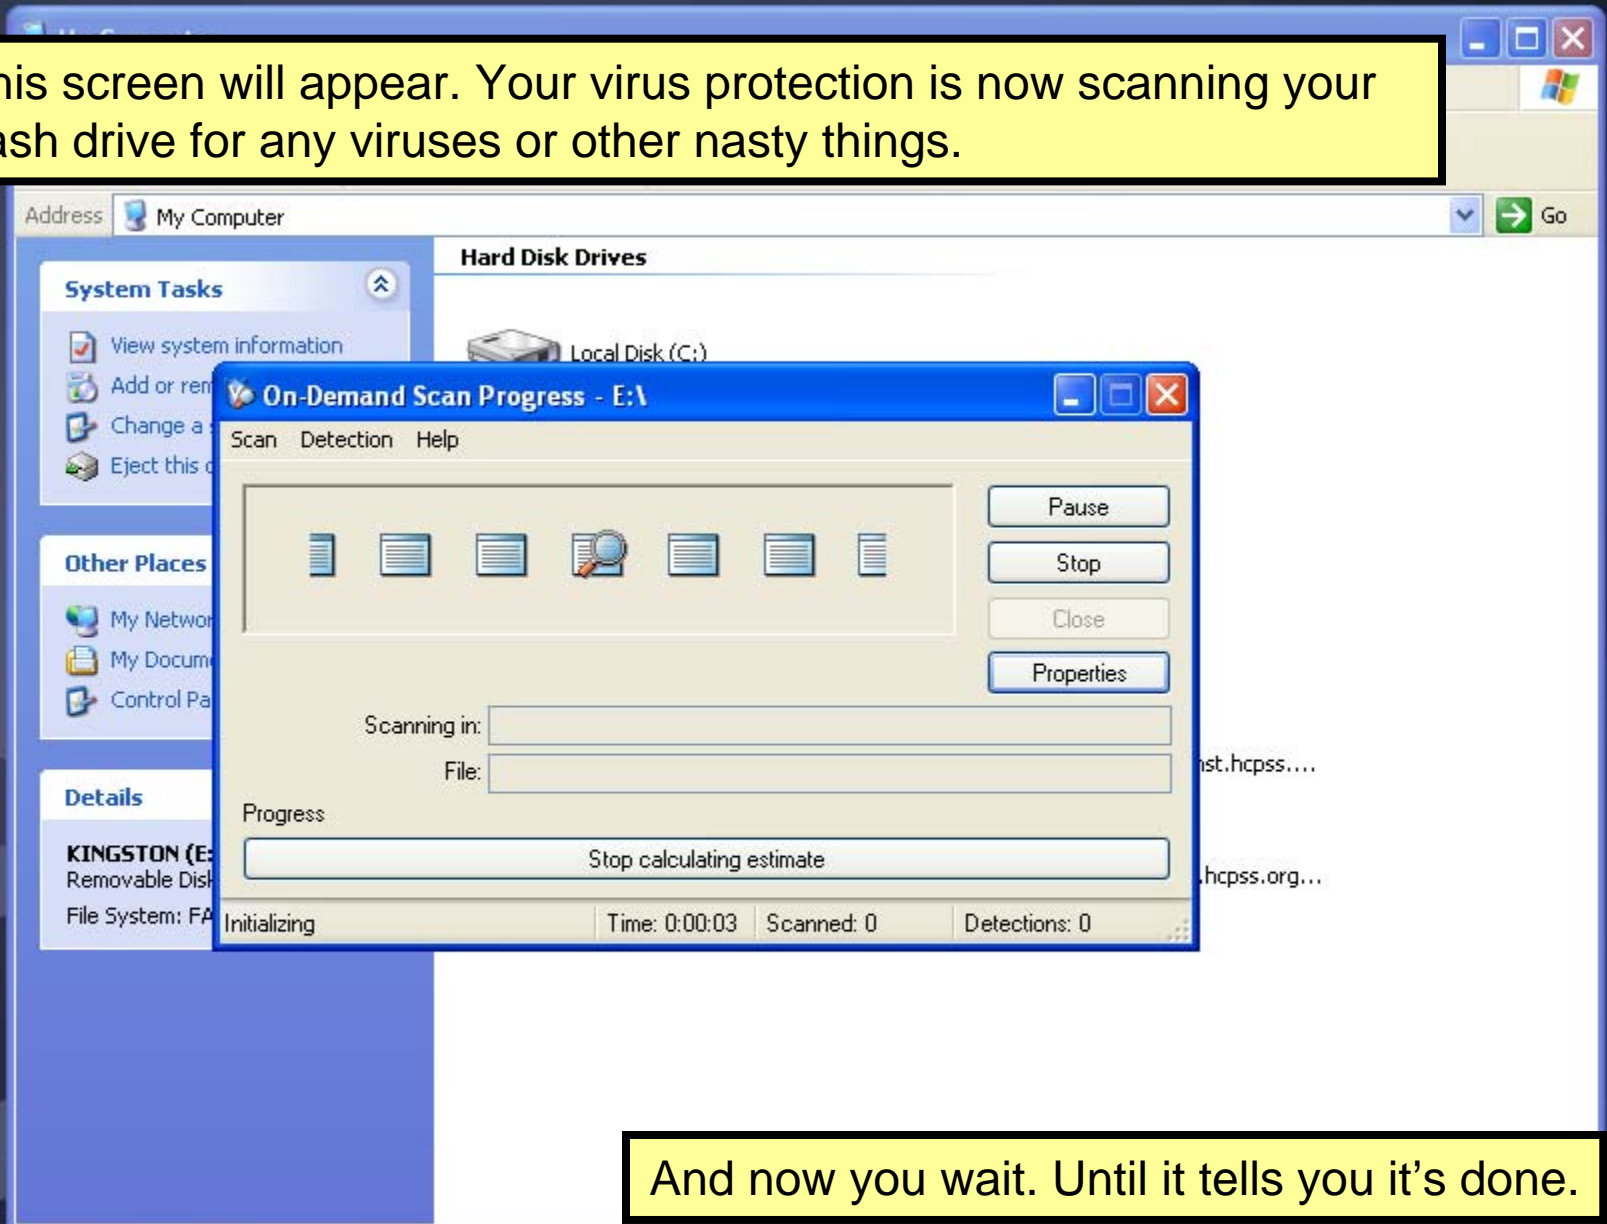 his screen will appear. Your virus protection is now scanning your
ash drive for any viruses or other nasty things.
Address My Computer Go
Hard Disk Drives
System Tasks
View system information
Local Disk (C:)
Add or rem
On-Demand Scan Progress - E:\
Change a s
Scan Detection Help
Eject this d
Pause
Stop
Other Places
Close
My Networ
My Docume
Properties
Control Pa
Scanning in:
File:
nst.hcpss....
Details
Progress
KINGSTON (E:
Stop calculating estimate
Removable Disk
.hcpss.org...
File System: FA
Initializing Time: 0:00:03 Scanned: 0 Detections: 0
And now you wait. Until it tells you it’s done.